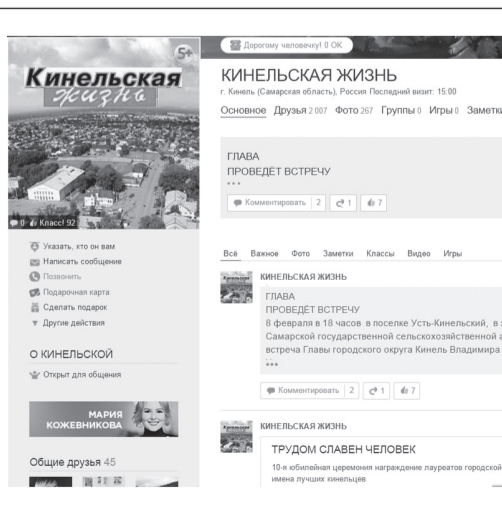 5+
Кинельская
жизнь
0 Класс! 92
Указать, кто он вам
Написать сообщение
Позвонить
Подарочная карта
Сделать подарок
Другие действия
О КИНЕЛЬСКОЙ
Открыт для общения
МАРИЯ
КОЖЕВНИКОВА
Общие друзья 45
Дорогому человечку! 0 ОК
КИНЕЛЬСКАЯ ЖИЗНЬ
г. Кинель (Самарская область), Россия Последний визит: 15:00
Основное Друзья 2 007 Фото 267 Группы 0 Игры 0 Заметки
ГЛАВА
ПРОВЕДЁТ ВСТРЕЧУ
Комментировать 2 1 7
Всё Важное Фото Заметки Классы Видео Игры
КИНЕЛЬСКАЯ ЖИЗНЬ
ГЛАВА
ПРОВЕДЁТ ВСТРЕЧУ
8 февраля в 18 часов в поселке Усть-Кинельский, в
Самарской государственной сельскохозяйственной
встреча Главы городского округа Кинель Владимира
Комментировать 2 1 7
КИНЕЛЬСКАЯ ЖИЗНЬ
ТРУДОМ СЛАВЕН ЧЕЛОВЕК
10-я юбилейная церемония награждение лауреатов городской
имена лучших кинельцев